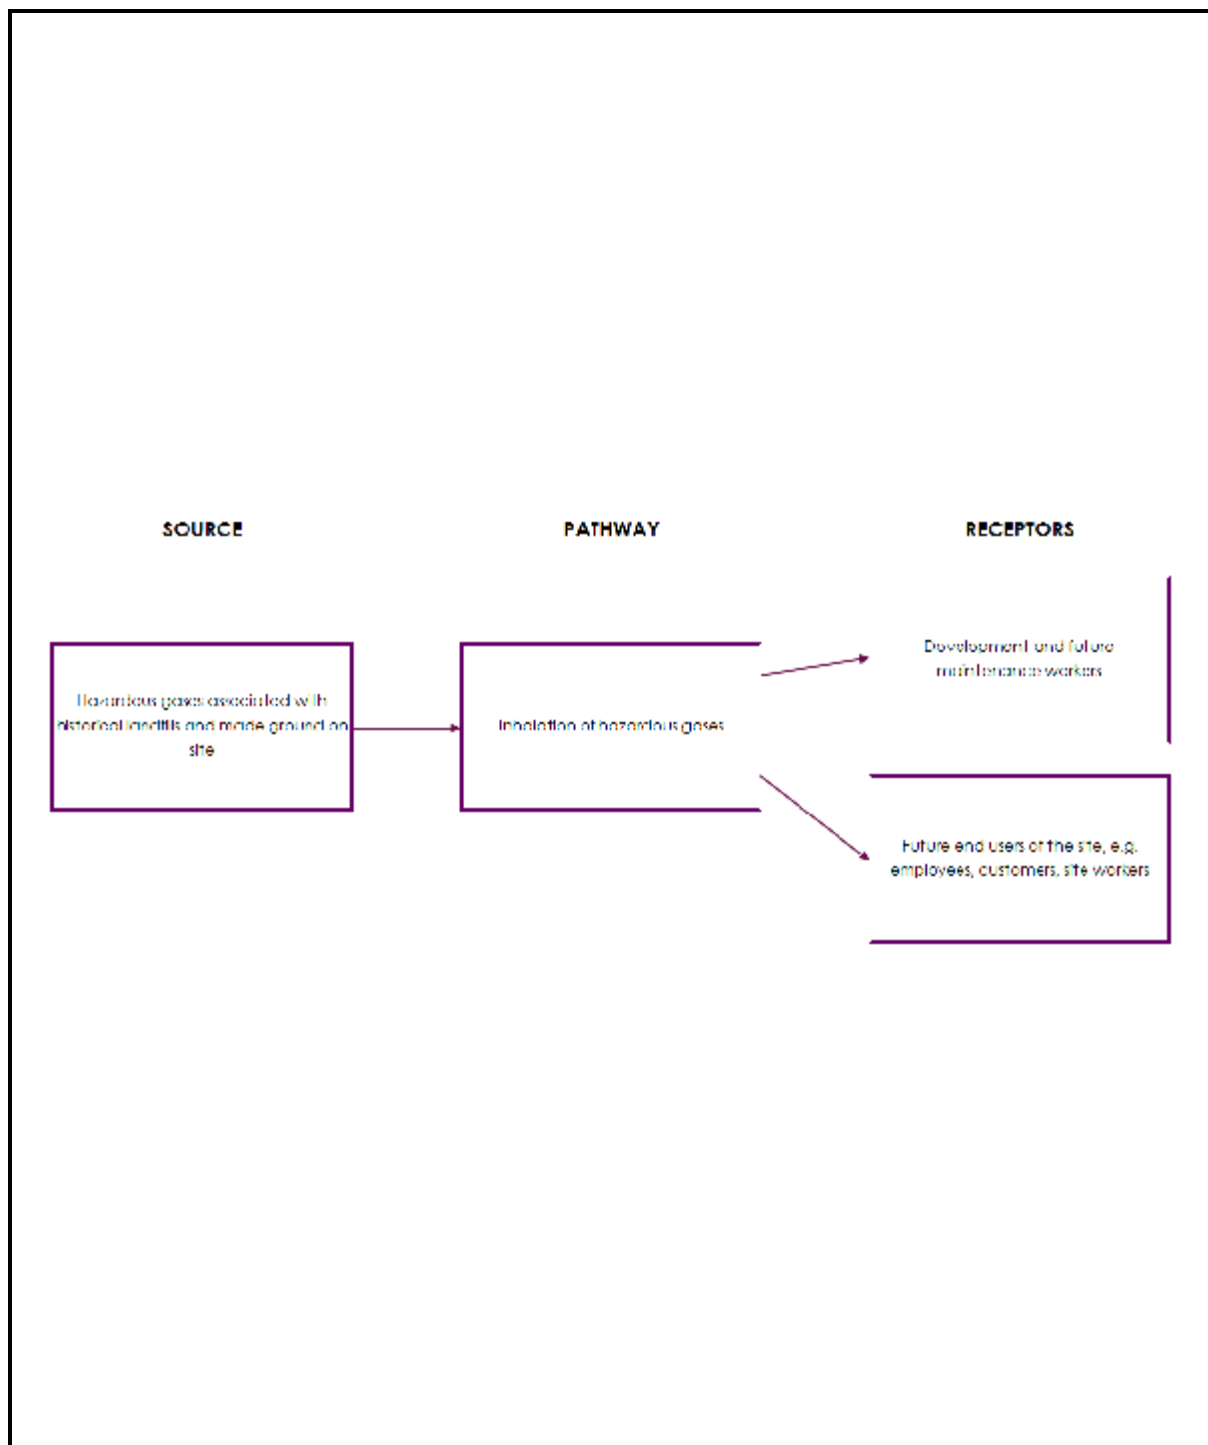 SOURCE
PATHWAY
RECEPTORS
Hazardous gases associated with
historical landfills and made ground on
site
Inhalation of hazardous gases
Development and future
maintenance workers
Future end users of the site, e.g.
employees, customers, site workers